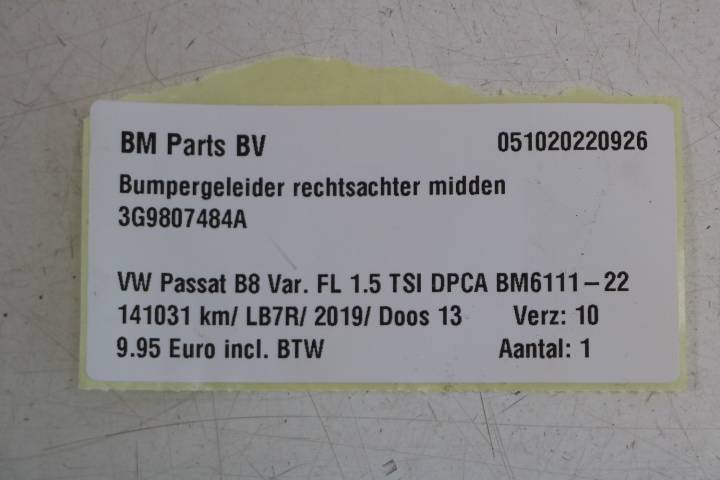 BM Parts BV 051020220926
Bumpergeleider rechtsachter midden
3G9807484A
VW Passat B8 Var. FL 1.5 TSI DPCA BM6111-22
141031 km/ LB7R/ 2019/ Doos 13 Verz: 10
9.95 Euro incl. BTW Aantal: 1